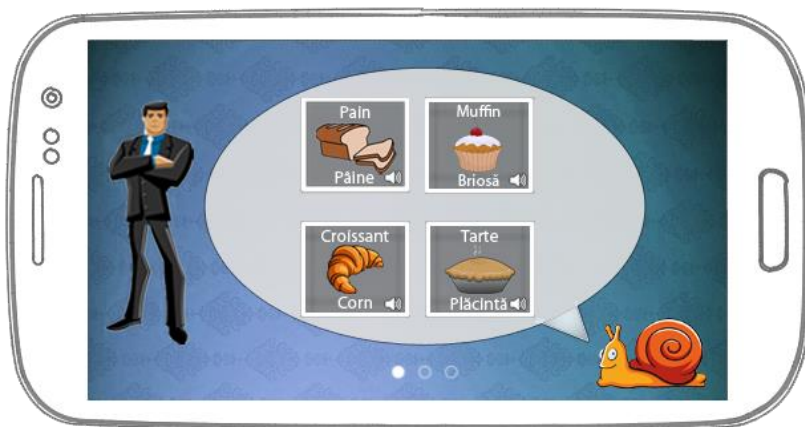 Pain
Pâine
Muffin
Briosă
Croissant
Corn
Tarte
Plăcintă